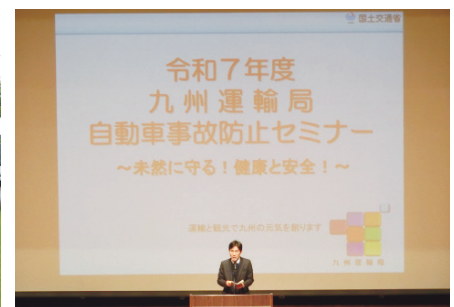 国土交通省
令和7年度
九州運輸局
自動車事故防止セミナー
～未然に守る！健康と安全！～
運輸と観光で九州の元気を創ります
九州運輸局